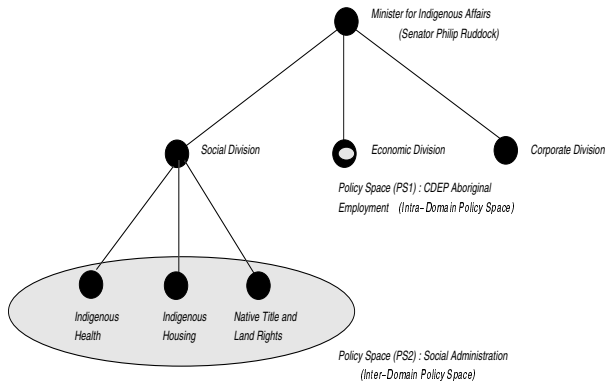 Minister for Indigenous Affairs
(Senator Philip Ruddock)
Social Division
Economic Division
Corporate Division
Policy Space (PS1) : CDEP Aboriginal
Employment (Intra-Domain Policy Space)
Indigenous
Health
Indigenous
Housing
Native Title and
Land Rights
Policy Space (PS2) : Social Administration
(Inter-Domain Policy Space)